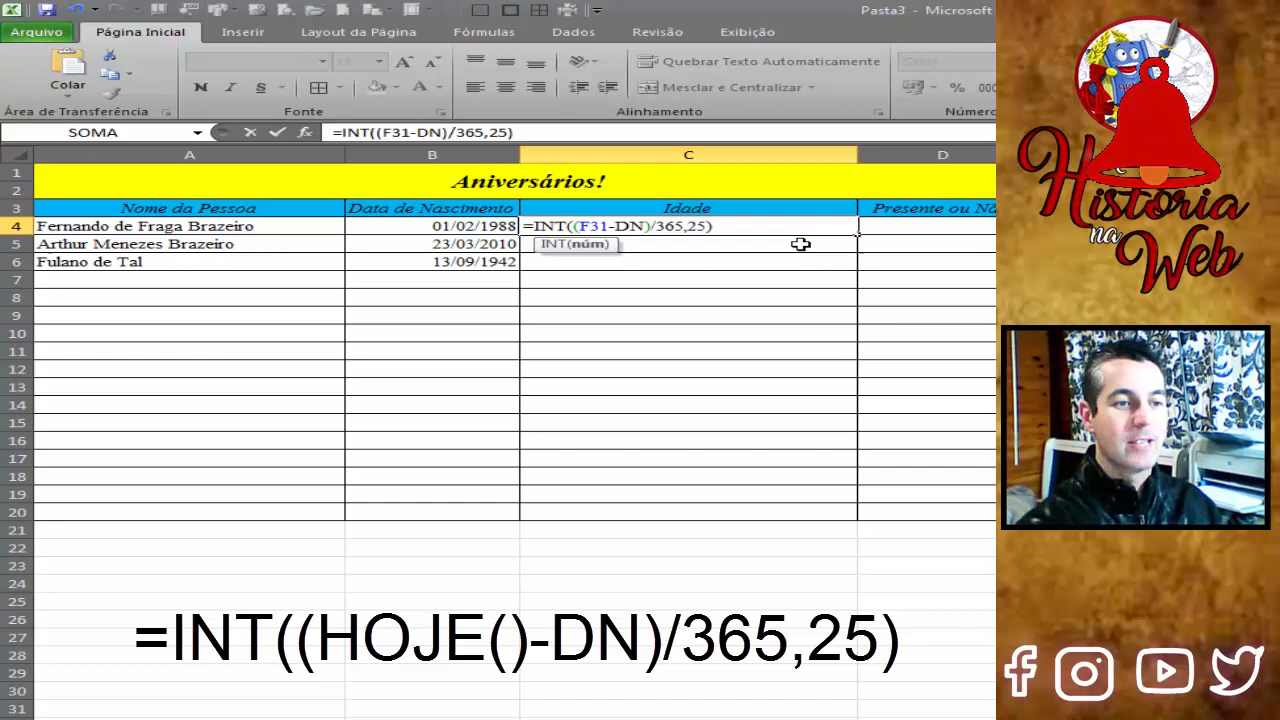 Pasta3 - Microsoft
Arquivo Página Inicial Inserir Layout da Página Fórmulas Dados Revisão Exibição
Colar
N I S A
Quebrar Texto Automaticamente
Mesclar e Centralizar
Geral
% 000
Área de Transferência Fonte Alinhamento Número
SOMA fx =INT((F31-DN)/365,25)
A B C D
1 Aniversários!
2
3 Nome da Pessoa Data de Nascimento Idade Presente ou Nã
4 Fernando de Fraga Brazeiro 01/02/1988 =INT((F31-DN)/365,25)
5 Arthur Menezes Brazeiro 23/03/2010 INT(núm)
6 Fulano de Tal 13/09/1942
7
8
9
10
11
12
13
14
15
16
17
18
19
20
21
22
23
24
25
26
27
28
29
30
31
=INT((HOJE()-DN)/365,25)
História
na
Web